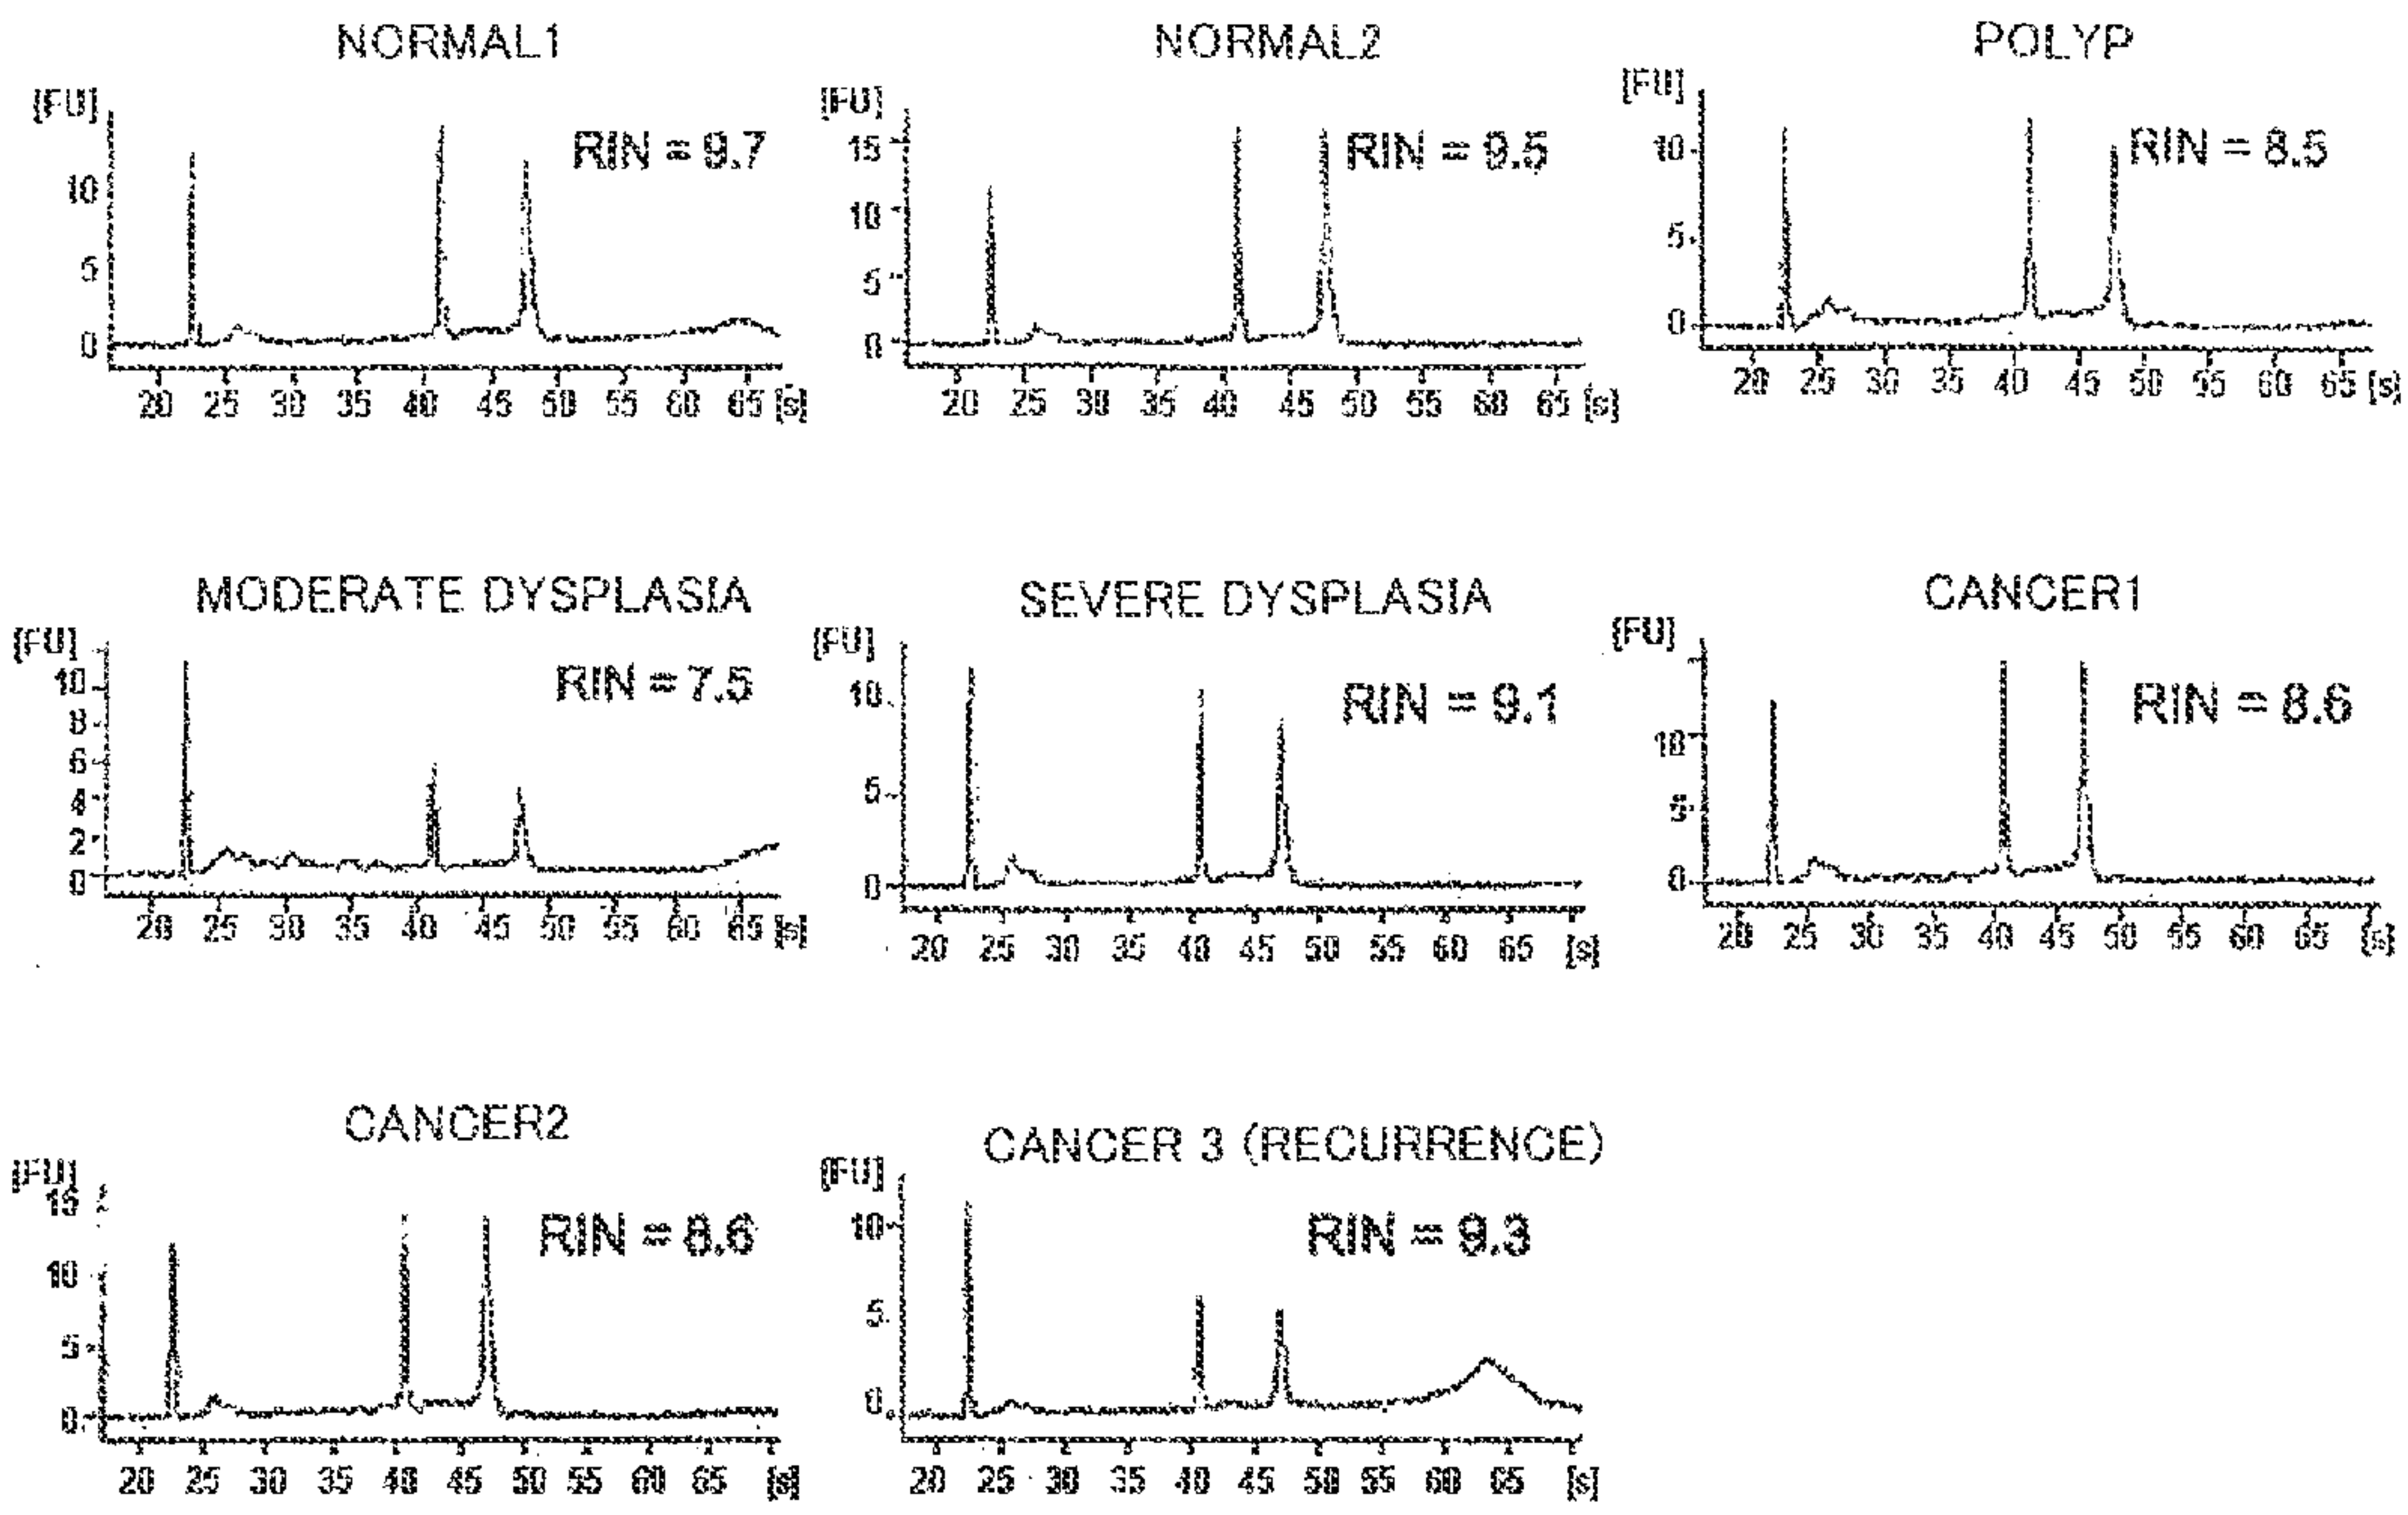 NORMAL1
[FU]
RIN = 9.7
10
5
0
20 25 30 35 40 45 50 55 60 65 [s]
NORMAL2
[FU]
15
RIN = 9.5
10
5
0
20 25 30 35 40 45 50 55 60 65 [s]
POLYP
[FU]
10
RIN = 8.5
5
0
20 25 30 35 40 45 50 55 60 65 [s]
MODERATE DYSPLASIA
[FU]
10
RIN = 7.5
8
6
4
2
0
20 25 30 35 40 45 50 55 60 65 [s]
SEVERE DYSPLASIA
[FU]
10
RIN = 9.1
5
0
20 25 30 35 40 45 50 55 60 65 [s]
CANCER1
[FU]
RIN = 8.6
10
5
0
20 25 30 35 40 45 50 55 60 65 [s]
CANCER2
[FU]
15
RIN = 8.6
10
5
0
20 25 30 35 40 45 50 55 60 65 [s]
CANCER 3 (RECURRENCE)
[FU]
10
RIN = 9.3
5
0
20 25 30 35 40 45 50 55 60 65 [s]